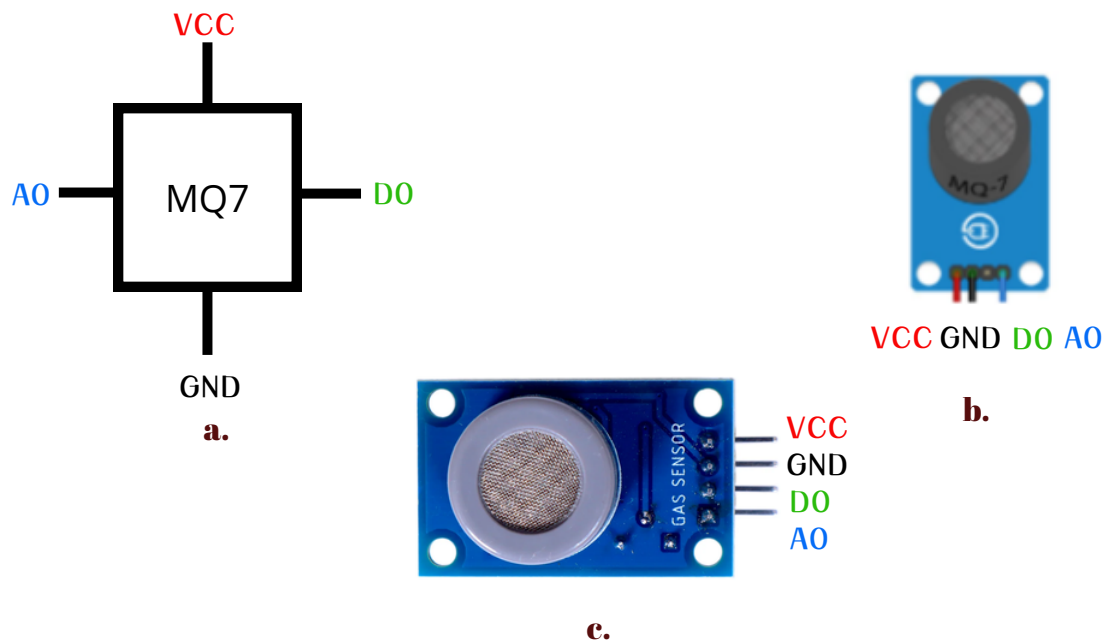 VCC
AO
MQ7
DO
GND
a.
MQ-7
VCC GND DO AO
b.
GAS SENSOR
VCC
GND
DO
AO
c.